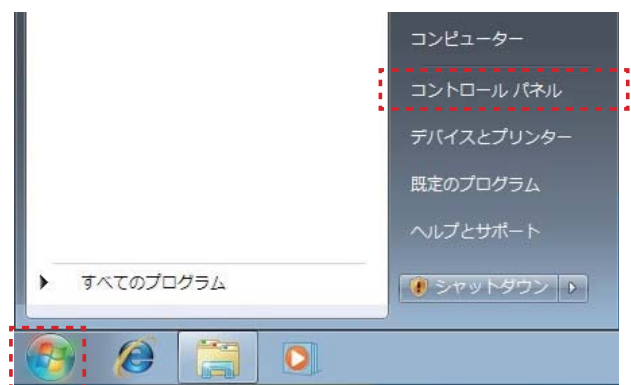 コンピューター
コントロール パネル
デバイスとプリンター
既定のプログラム
ヘルプとサポート
すべてのプログラム
シャットダウン